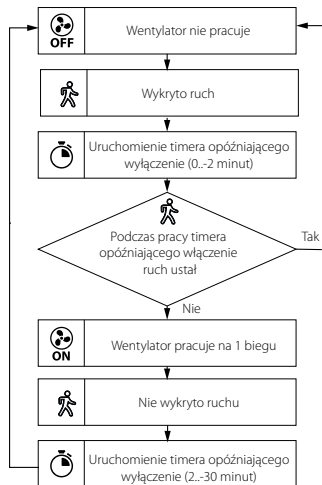 OFF
Wentylator nie pracuje
Wykryto ruch
Uruchomienie timera opóźniającego
wyłączenie (0..-2 minut)
Podczas pracy timera
opóźniającego włączenie
ruch ustał
Tak
Nie
ON
Wentylator pracuje na 1 biegu
Nie wykryto ruchu
Uruchomienie timera opóźniającego
wyłączenie (2..-30 minut)